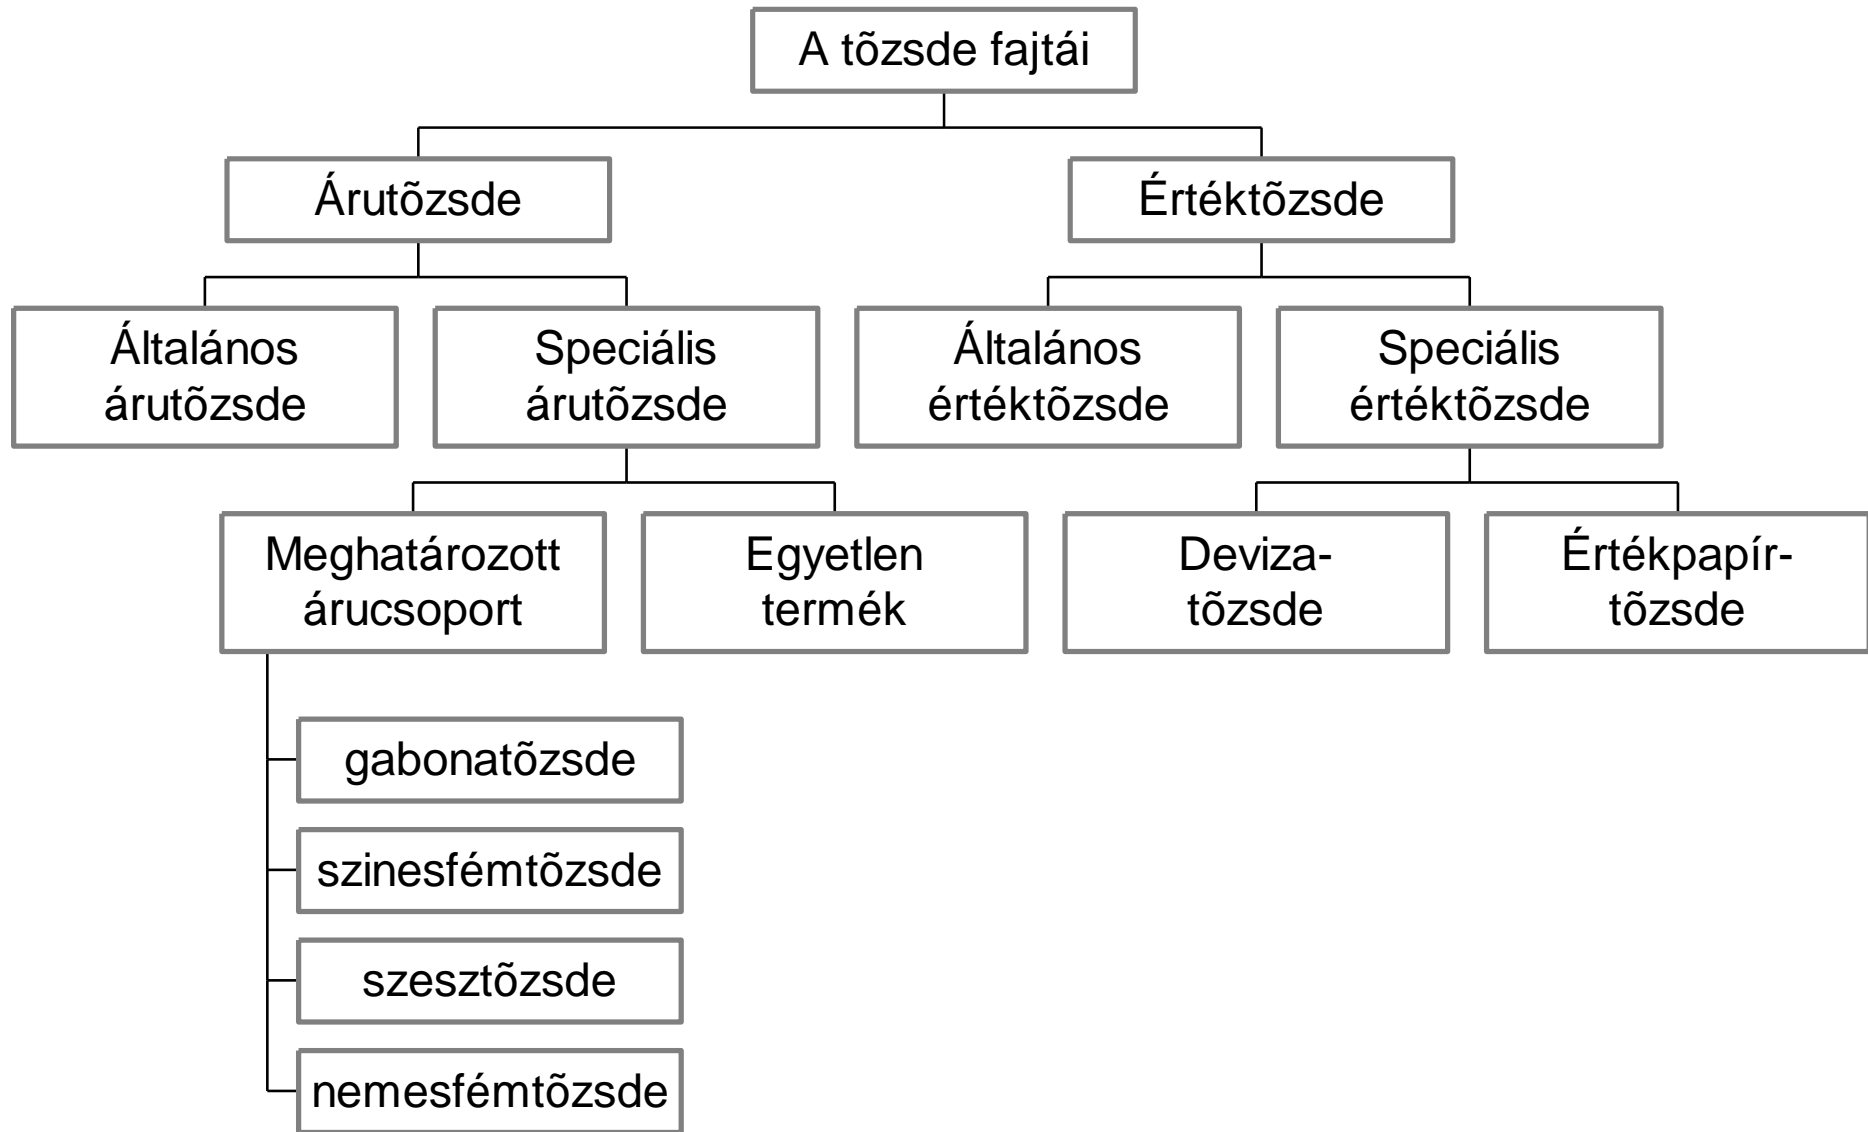 A tõzsde fajtái
Árutõzsde
Értéktõzsde
Általános
árutõzsde
Speciális
árutõzsde
Általános
értéktõzsde
Speciális
értéktõzsde
Meghatározott
árucsoport
Egyetlen
termék
Deviza-
tõzsde
Értékpapír-
tõzsde
gabonatõzsde
szinesfémtõzsde
szesztõzsde
nemesfémtõzsde